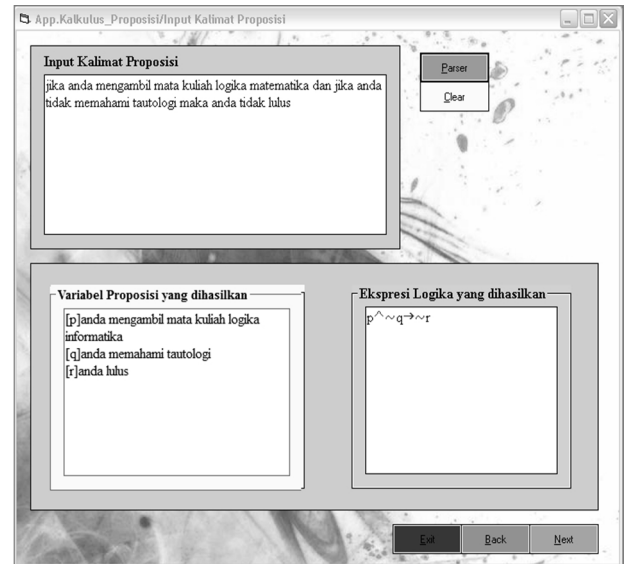 App.Kalkulus_Proposisi/Input Kalimat Proposisi
Input Kalimat Proposisi
jika anda mengambil mata kuliah logika matematika dan jika anda
tidak memahami tautologi maka anda tidak lulus
Parser
Clear
Variabel Proposisi yang dihasilkan
[p]anda mengambil mata kuliah logika
informatika
[q]anda memahami tautologi
[r]anda lulus
Ekspresi Logika yang dihasilkan
p^~q→~r
Exit
Back
Next